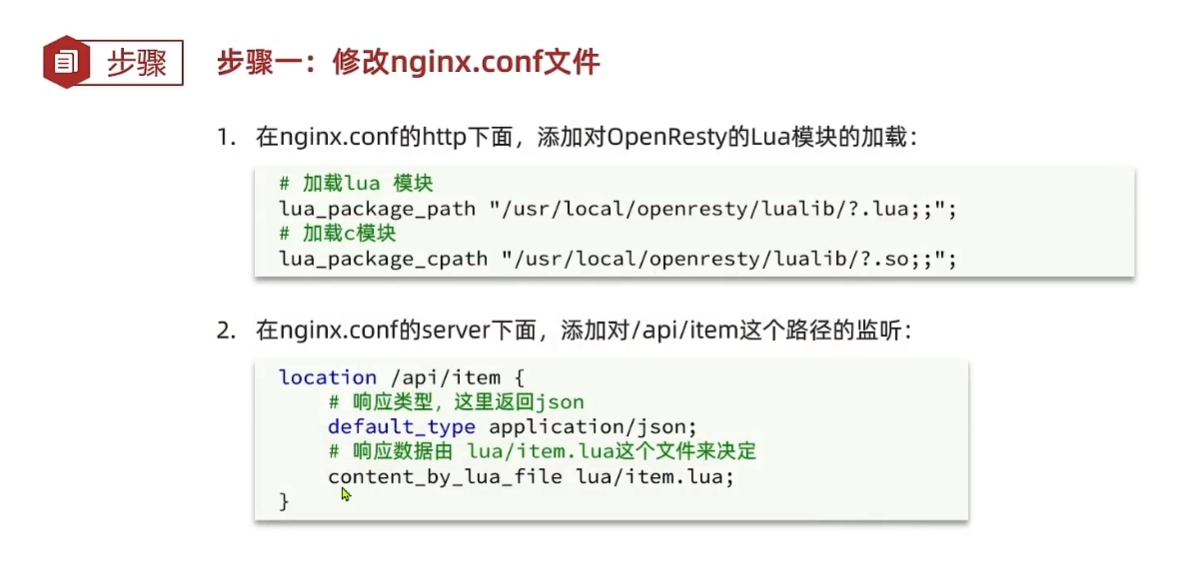 步骤
步骤一：修改nginx.conf文件
1. 在nginx.conf的http下面，添加对OpenResty的Lua模块的加载：
# 加载lua 模块
lua_package_path "/usr/local/openresty/lualib/?.lua;;";
# 加载c模块
lua_package_cpath "/usr/local/openresty/lualib/?.so;;";
2. 在nginx.conf的server下面，添加对/api/item这个路径的监听：
location /api/item {
# 响应类型，这里返回json
default_type application/json;
# 响应数据由 lua/item.lua这个文件来决定
content_by_lua_file lua/item.lua;
}